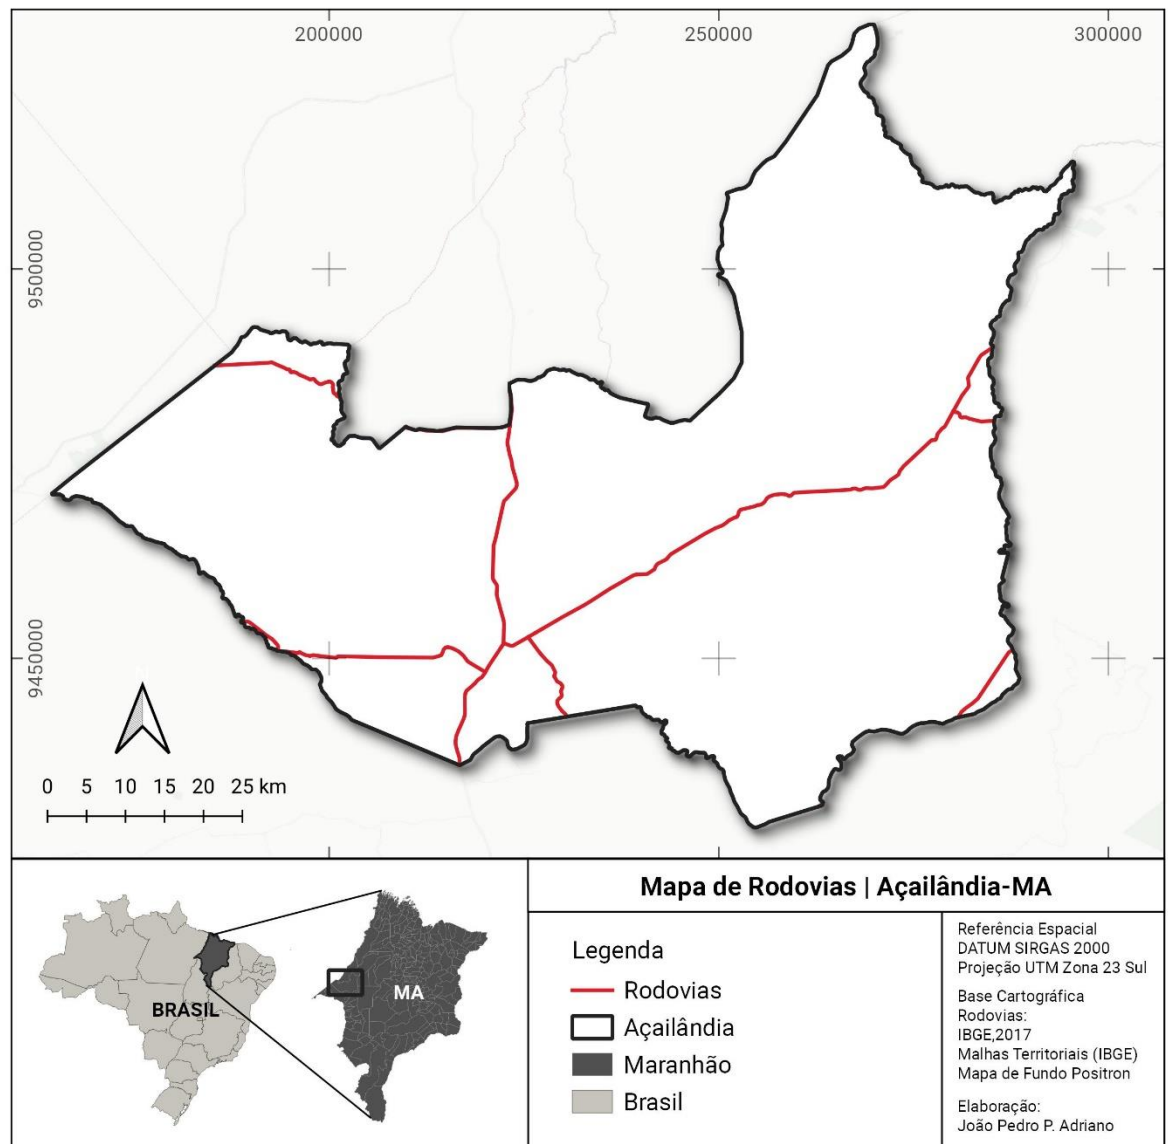 200000
250000
300000
9500000
9450000
0 5 10 15 20 25 km
BRASIL
MA
Mapa de Rodovias | Açailândia-MA
Legenda
Rodovias
Açailândia
Maranhão
Brasil
Referência Espacial
DATUM SIRGAS 2000
Projeção UTM Zona 23 Sul
Base Cartográfica
Rodovias:
IBGE,2017
Malhas Territoriais (IBGE)
Mapa de Fundo Positron
Elaboração:
João Pedro P. Adriano